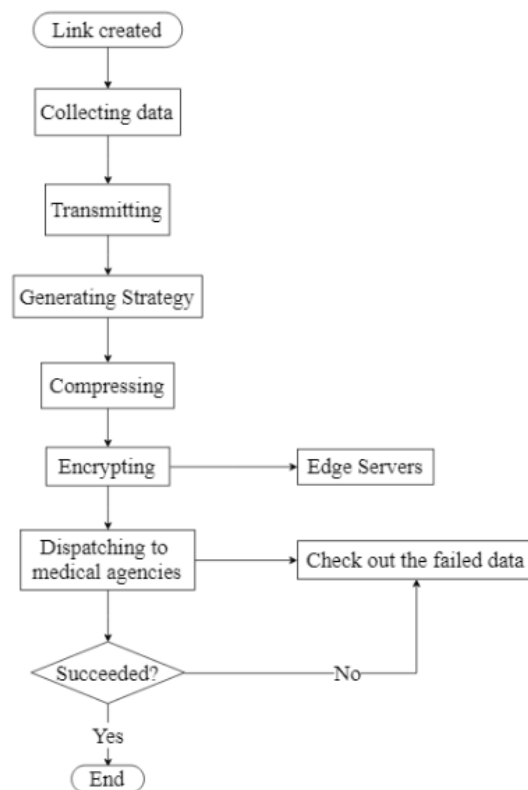 Link created
Collecting data
Transmitting
Generating Strategy
Compressing
Encrypting
Edge Servers
Dispatching to
medical agencies
Check out the failed data
Succeeded?
No
Yes
End